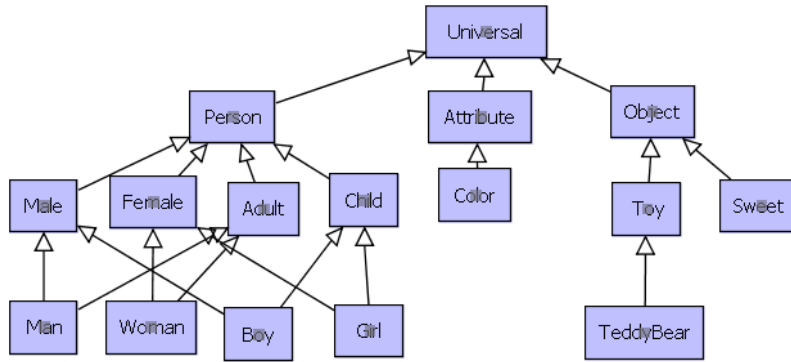 Universal
Person
Attribute
Object
Male
Female
Adult
Child
Color
Toy
Sweet
Man
Woman
Boy
Girl
TeddyBear